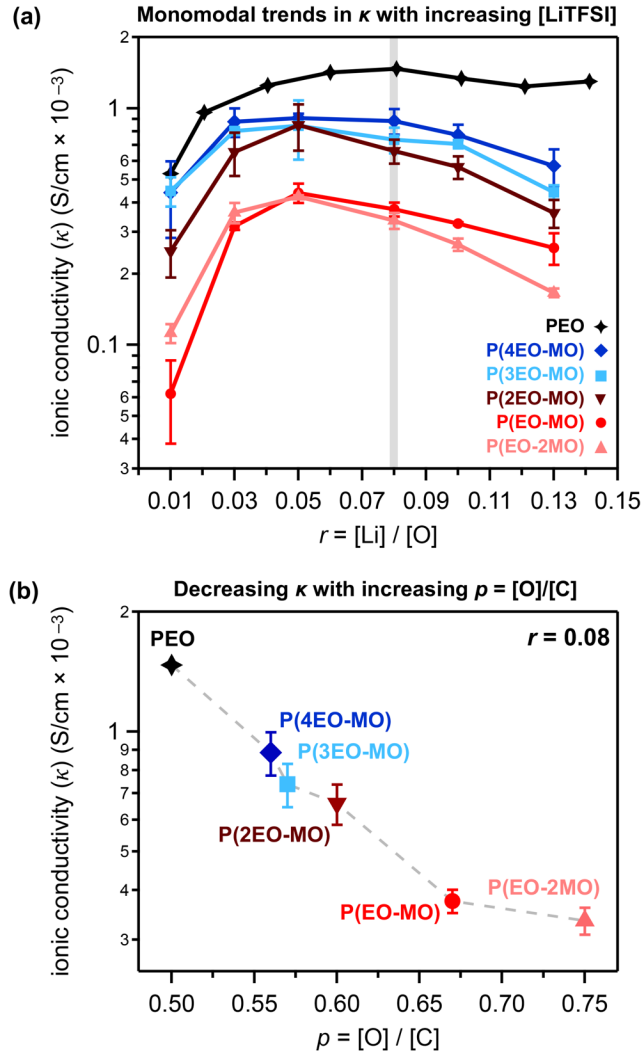 (a)
Monomodal trends in κ with increasing [LiTFSI]
ionic conductivity (κ) (S/cm × 10⁻³)
2
1
8
6
5
4
3
2
0.1
8
6
5
4
3
PEO
P(4EO-MO)
P(3EO-MO)
P(2EO-MO)
P(EO-MO)
P(EO-2MO)
0.01 0.03 0.05 0.07 0.09 0.11 0.13 0.15
r = [Li] / [O]
(b)
Decreasing κ with increasing p = [O]/[C]
ionic conductivity (κ) (S/cm × 10⁻³)
2
1
9
8
7
6
5
4
3
PEO
r = 0.08
P(4EO-MO)
P(3EO-MO)
P(2EO-MO)
P(EO-MO)
P(EO-2MO)
0.50 0.55 0.60 0.65 0.70 0.75
p = [O] / [C]